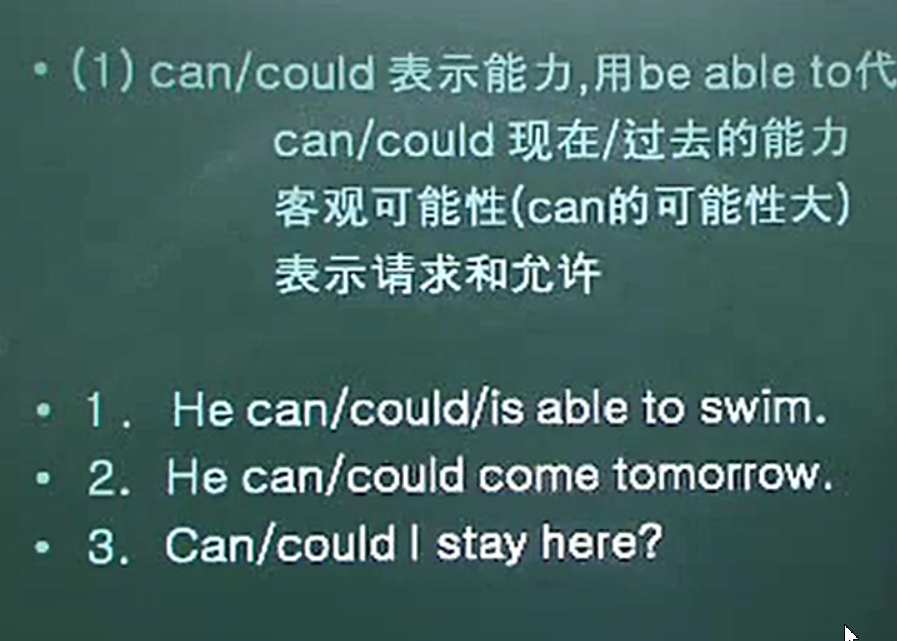 • (1) can/could 表示能力,用be able to代
can/could 现在/过去的能力
客观可能性(can的可能性大)
表示请求和允许
• 1. He can/could/is able to swim.
• 2. He can/could come tomorrow.
• 3. Can/could I stay here?